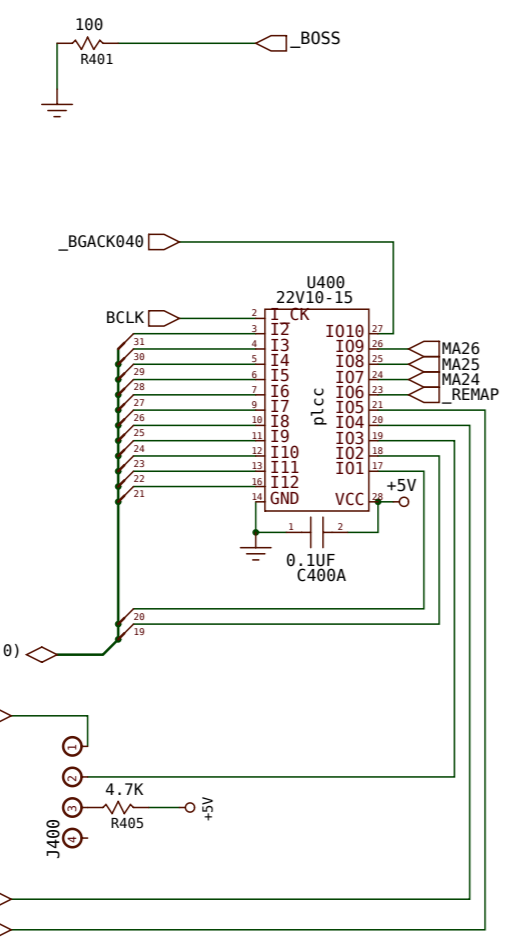 100
R401
_BOSS
_BGACK040
U400
22V10-15
BCLK
2 I CK
3 I2 IO10 27
31 4 I3 IO9 26 MA26
30 5 I4 IO8 25 MA25
29 6 I5 IO7 24 MA24
28 7 I6 IO6 23 _REMAP
27 9 I7 IO5 21
26 10 I8 IO4 20
25 11 I9 IO3 19
24 12 I10 IO2 18
23 13 I11 IO1 17
22 16 I12
21 14 GND VCC 28
plcc
+5V
1 2
0.1UF
C400A
20
19
0)
1
2
3
4
J400
4.7K
R405
+5V